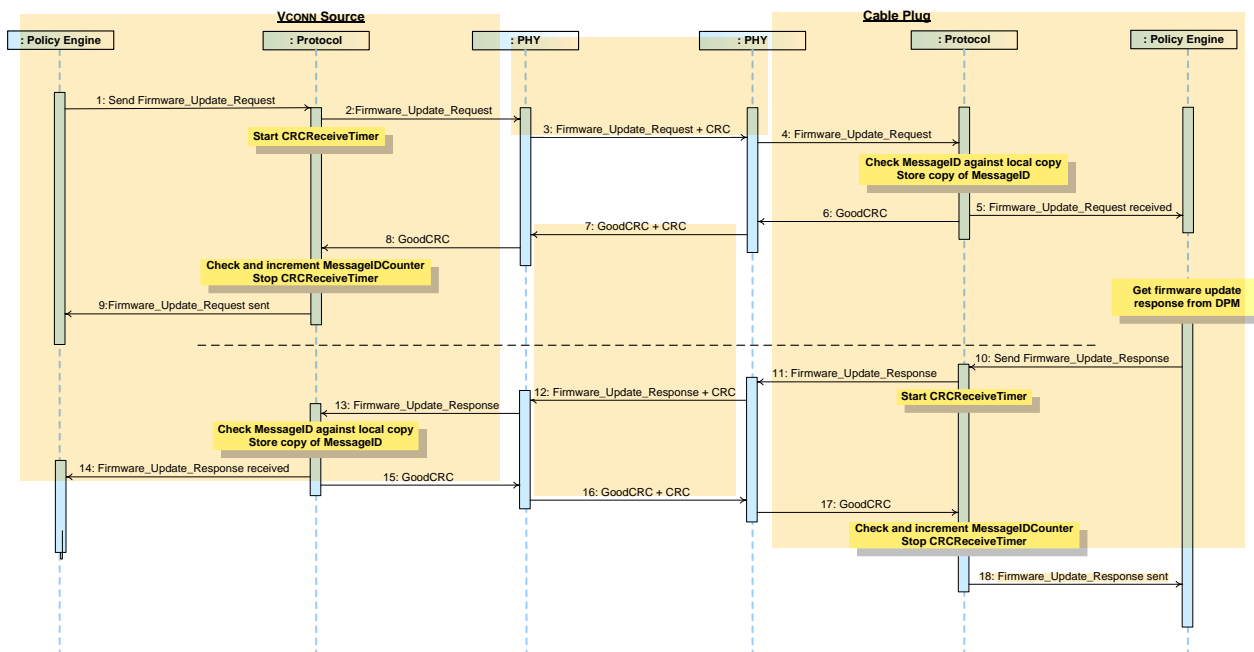 VCONN Source
Cable Plug
: Policy Engine
: Protocol
: PHY
: PHY
: Protocol
: Policy Engine
1: Send Firmware_Update_Request
2:Firmware_Update_Request
Start CRCReceiveTimer
3: Firmware_Update_Request + CRC
4: Firmware_Update_Request
Check MessageID against local copy
Store copy of MessageID
5: Firmware_Update_Request received
6: GoodCRC
7: GoodCRC + CRC
8: GoodCRC
Check and increment MessageIDCounter
Stop CRCReceiveTimer
9:Firmware_Update_Request sent
Get firmware update
response from DPM
10: Send Firmware_Update_Response
11: Firmware_Update_Response
Start CRCReceiveTimer
12: Firmware_Update_Response + CRC
13: Firmware_Update_Response
Check MessageID against local copy
Store copy of MessageID
14: Firmware_Update_Response received
15: GoodCRC
16: GoodCRC + CRC
17: GoodCRC
Check and increment MessageIDCounter
Stop CRCReceiveTimer
18: Firmware_Update_Response sent